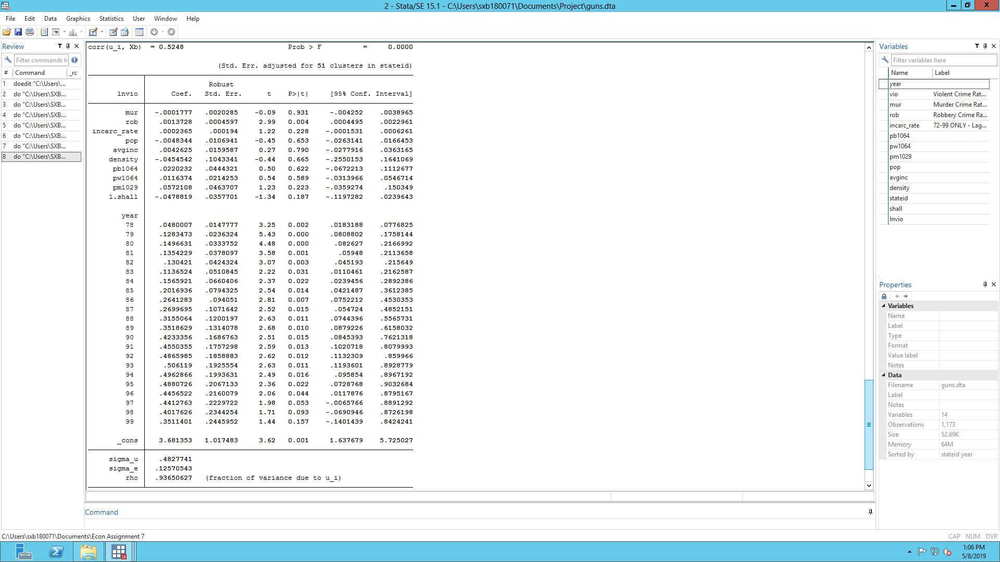 2 - Stata/SE 15.1 - C:\Users\sxb180071\Documents\Project\guns.dta
File Edit Data Graphics Statistics User Window Help
Review
Filter commands h
# Command _rc
1 doedit "C:\Users\...
2 do "C:\Users\SXB...
3 do "C:\Users\SXB...
4 do "C:\Users\SXB...
5 do "C:\Users\SXB...
6 do "C:\Users\SXB...
7 do "C:\Users\SXB...
8 do "C:\Users\SXB...
corr(u_i, Xb) = 0.5248 Prob > F = 0.0000
(Std. Err. adjusted for 51 clusters in stateid)
Robust
lnvio Coef. Std. Err. t P>|t| [95% Conf. Interval]
mur -.0001777 .0020285 -0.09 0.931 -.004252 .0038965
rob .0013728 .0004597 2.99 0.004 .0004495 .0022961
incarc_rate .0002365 .000194 1.22 0.228 -.0001531 .0006261
pop -.0048344 .0106941 -0.45 0.653 -.0263141 .0166453
avginc .0042625 .0159587 0.27 0.790 -.0277916 .0363165
density -.0454542 .1043341 -0.44 0.665 -.2550153 .1641069
pb1064 .0220232 .0444321 0.50 0.622 -.0672213 .1112677
pw1064 .0116374 .0214253 0.54 0.589 -.0313966 .0546714
pm1029 .0572108 .0463707 1.23 0.223 -.0359274 .150349
1.shall -.0478819 .0357701 -1.34 0.187 -.1197282 .0239643
year
78 .0480007 .0147777 3.25 0.002 .0183188 .0776825
79 .1283473 .0236324 5.43 0.000 .0808802 .1758144
80 .1496631 .0333752 4.48 0.000 .082627 .2166992
81 .1354229 .0378097 3.58 0.001 .05948 .2113658
82 .130421 .0424324 3.07 0.003 .045193 .215649
83 .1136524 .0510845 2.22 0.031 .0110461 .2162587
84 .1565921 .0660406 2.37 0.022 .0239456 .2892386
85 .2016936 .0794325 2.54 0.014 .0421487 .3612385
86 .2641283 .094051 2.81 0.007 .0752212 .4530353
87 .2699695 .1071642 2.52 0.015 .054724 .4852151
88 .3155064 .1200197 2.63 0.011 .0744396 .5565731
89 .3518629 .1314078 2.68 0.010 .0879226 .6158032
90 .4233356 .1686763 2.51 0.015 .0845393 .7621318
91 .4550355 .1757298 2.59 0.013 .1020718 .8079993
92 .4865985 .1858883 2.62 0.012 .1132309 .859966
93 .506119 .1925554 2.63 0.011 .1193601 .8928779
94 .4962866 .1993631 2.49 0.016 .095854 .8967192
95 .4880726 .2067133 2.36 0.022 .0728768 .9032684
96 .4456522 .2160079 2.06 0.044 .0117876 .8795167
97 .4412763 .2229722 1.98 0.053 -.0065766 .8891292
98 .4017626 .2344254 1.71 0.093 -.0690946 .8726198
99 .3511401 .2445952 1.44 0.157 -.1401439 .8424241
_cons 3.681353 1.017483 3.62 0.001 1.637679 5.725027
sigma_u .4827741
sigma_e .12570543
rho .93650627 (fraction of variance due to u_i)
Command
Variables
Filter variables here
Name Label
year
vio Violent Crime Rat...
mur Murder Crime Rat...
rob Robbery Crime Ra...
incarc_rate 72-99 ONLY - Lag...
pb1064
pw1064
pm1029
pop
avginc
density
stateid
shall
lnvio
Properties
Variables
Name
Label
Type
Format
Value label
Notes
Data
Filename guns.dta
Label
Notes
Variables 14
Observations 1,173
Size 52.69K
Memory 64M
Sorted by stateid year
C:\Users\sxb180071\Documents\Econ Assignment 7
CAP NUM OVR
15
1:06 PM
5/8/2019